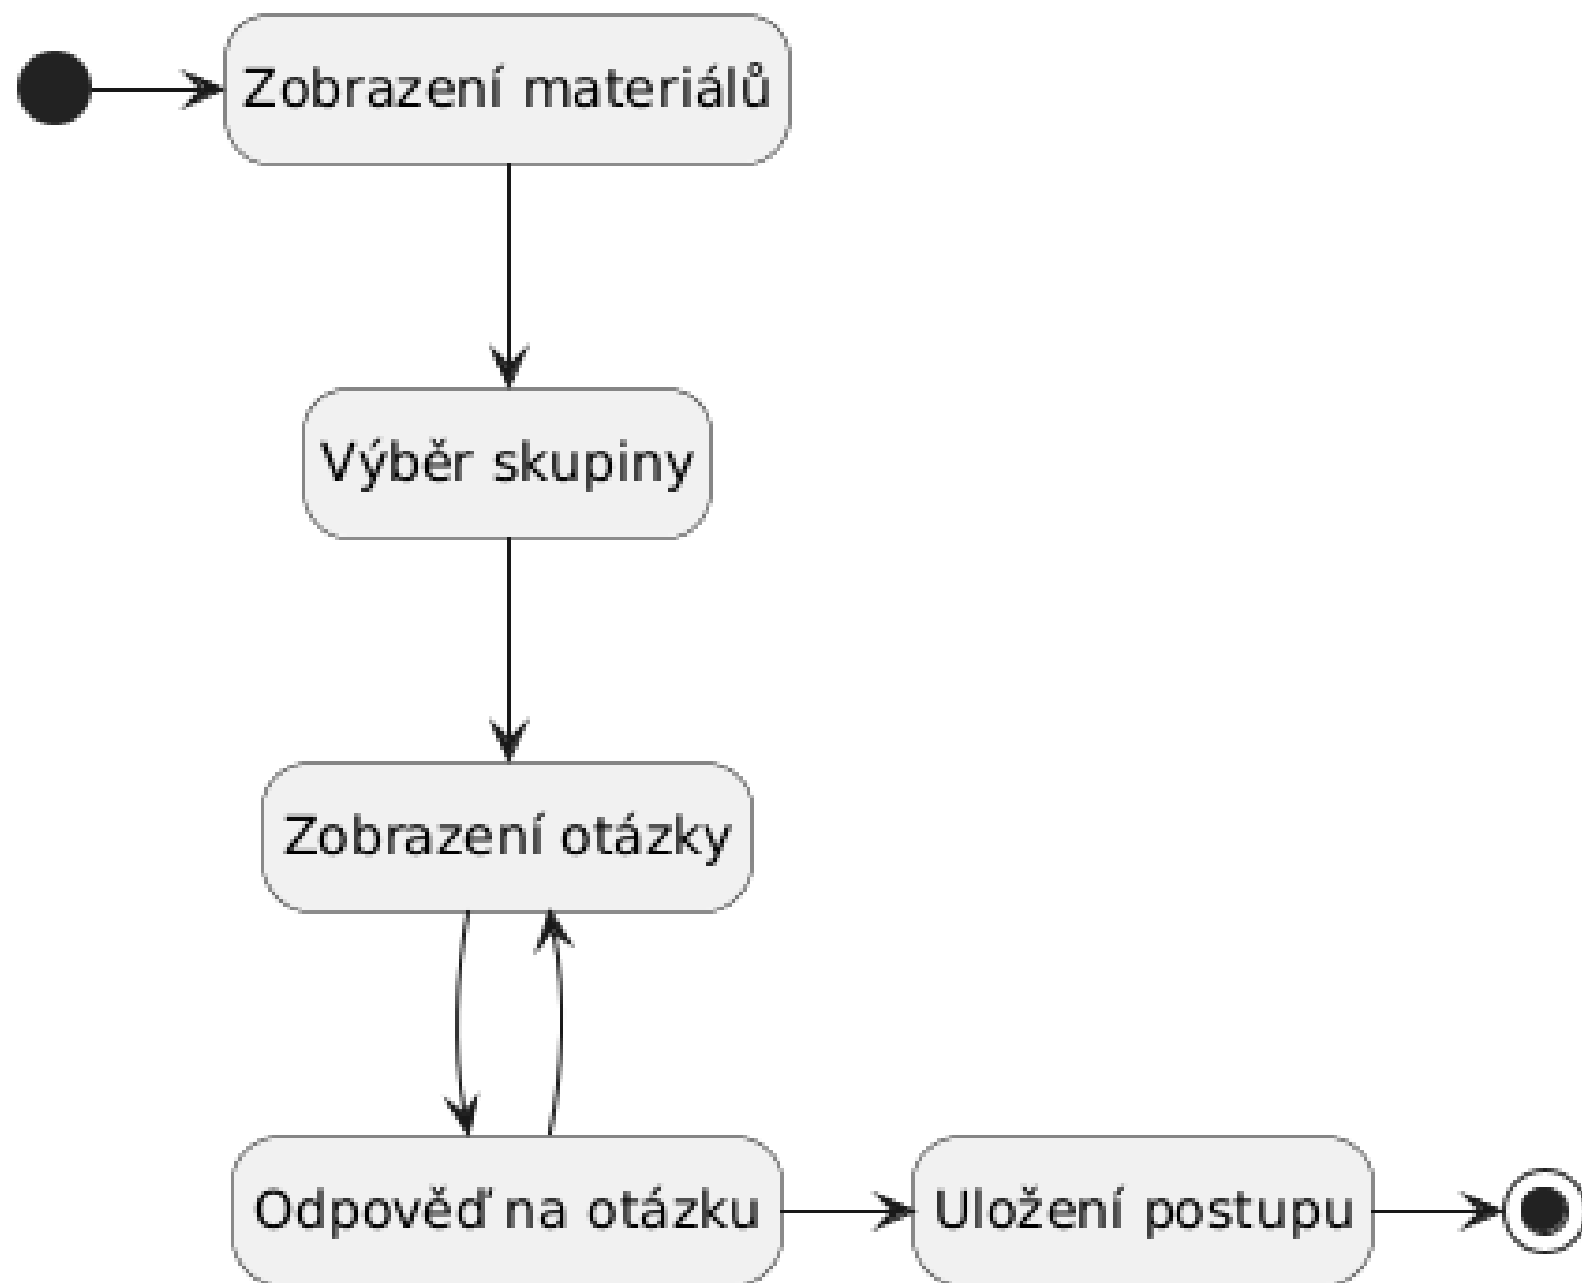 Zobrazení materiálů
Výběr skupiny
Zobrazení otázky
Odpověď na otázku
Uložení postupu